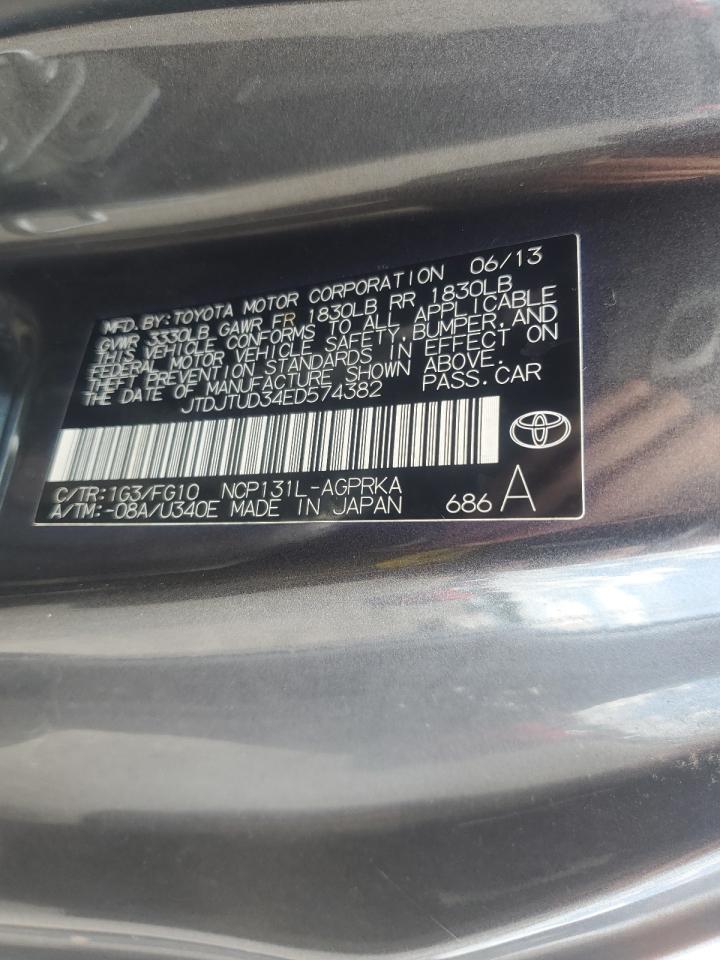 MFD. BY: TOYOTA MOTOR CORPORATION 06/13
GVWR 3330LB GAWR FR 1830LB RR 1830LB
THIS VEHICLE CONFORMS TO ALL APPLICABLE
FEDERAL MOTOR VEHICLE SAFETY, BUMPER, AND
THEFT PREVENTION STANDARDS IN EFFECT ON
THE DATE OF MANUFACTURE SHOWN ABOVE.
JTDJTUD34ED574382 PASS. CAR
C/TR: 1G3/FG10 NCP131L-AGPRKA
A/TM: -08A/U340E MADE IN JAPAN 686 A